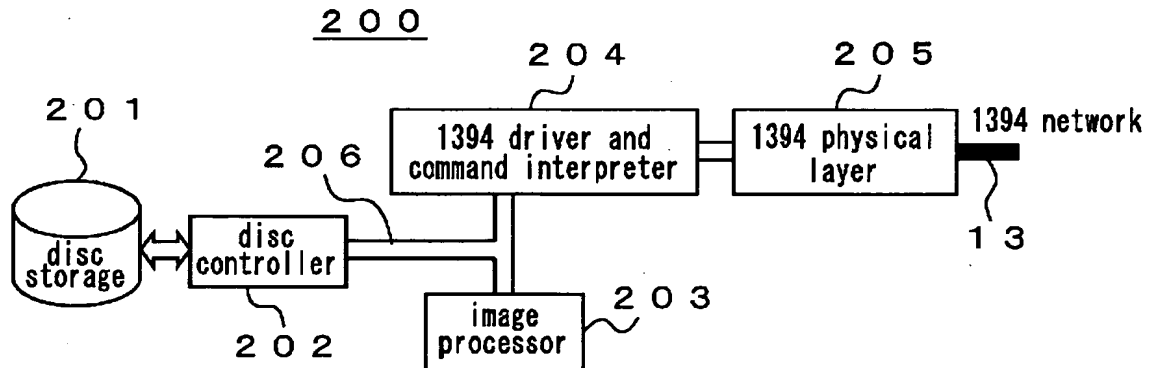 200
204
205
201
1394 network
206
1394 driver and
command interpreter
1394 physical
layer
disc
storage
disc
controller
13
202
image
processor
203